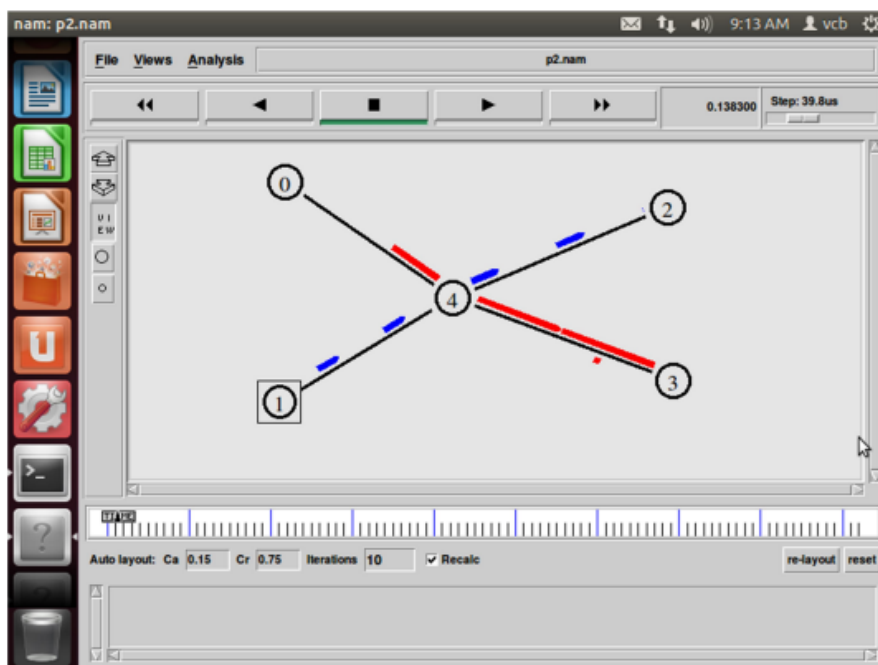 nam: p2.nam 9:13 AM vcb
File Views Analysis p2.nam
0.138300 Step: 39.8us
V I
E W
0
2
4
3
1
TIME
Auto layout: Ca 0.15 Cr 0.75 Iterations 10 Recalc re-layout reset